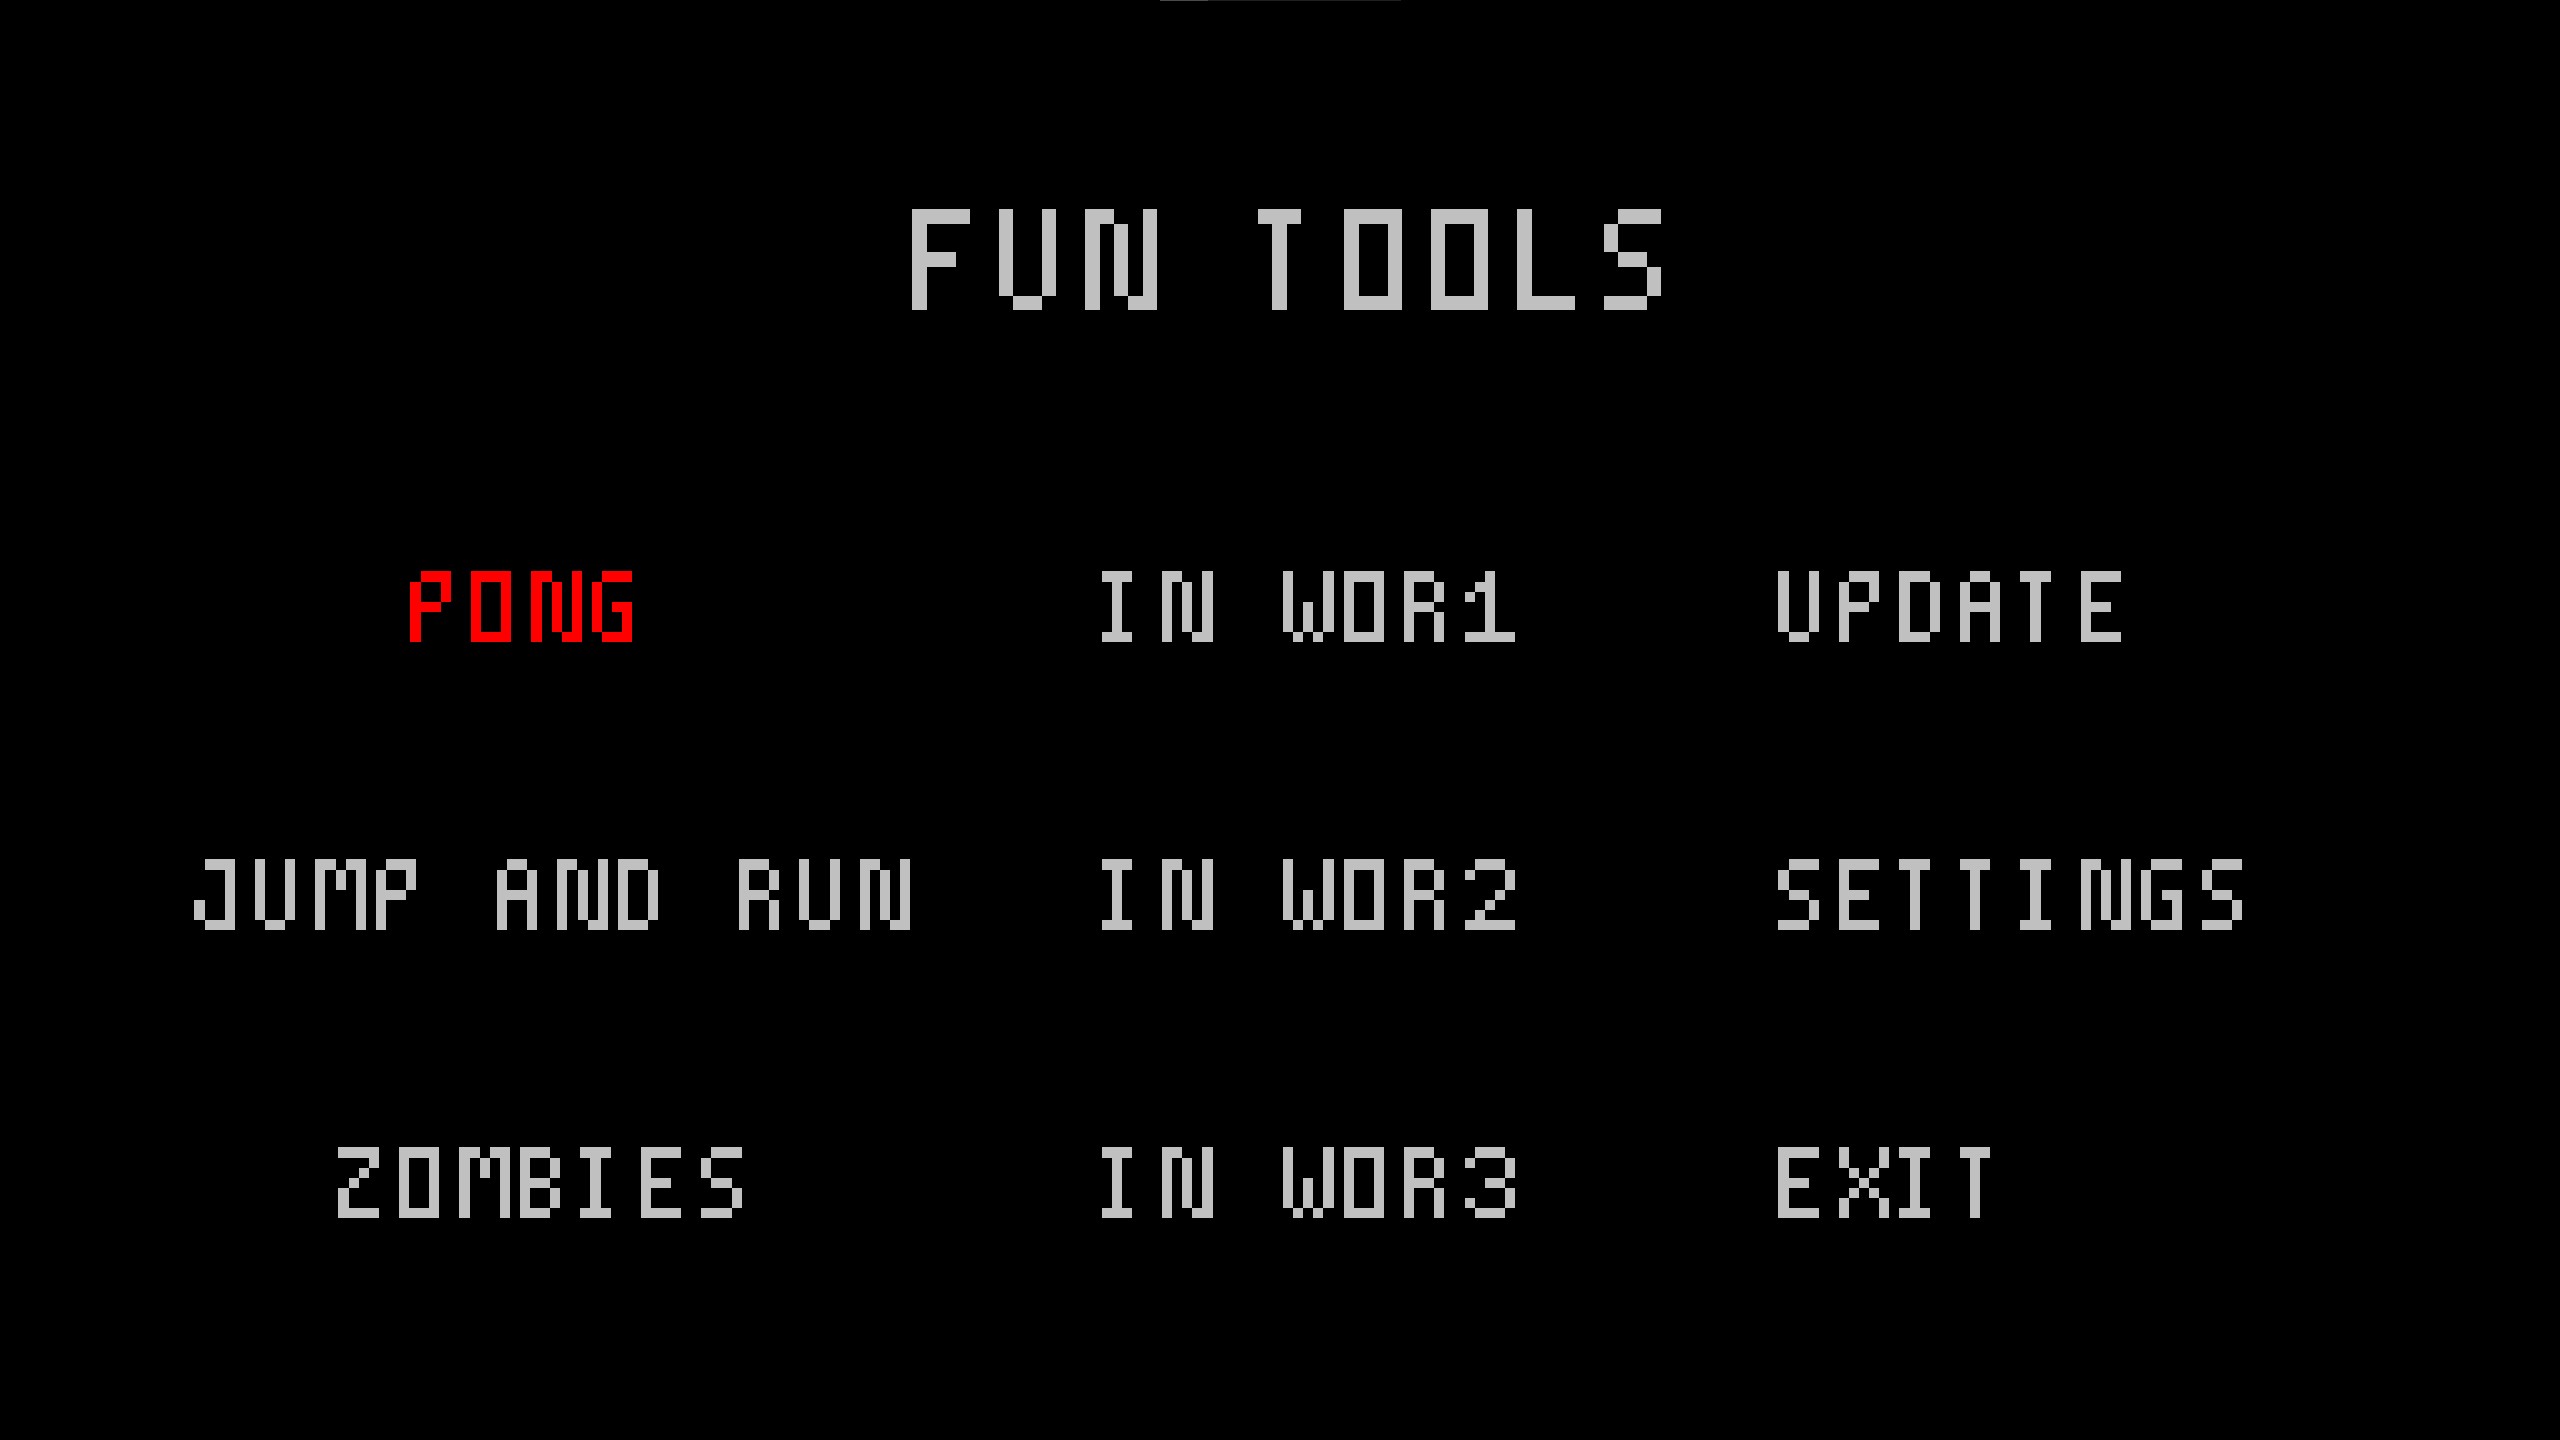 FUN TOOLS
PONG IN WOR1 UPDATE
JUMP AND RUN IN WOR2 SETTINGS
ZOMBIES IN WOR3 EXIT